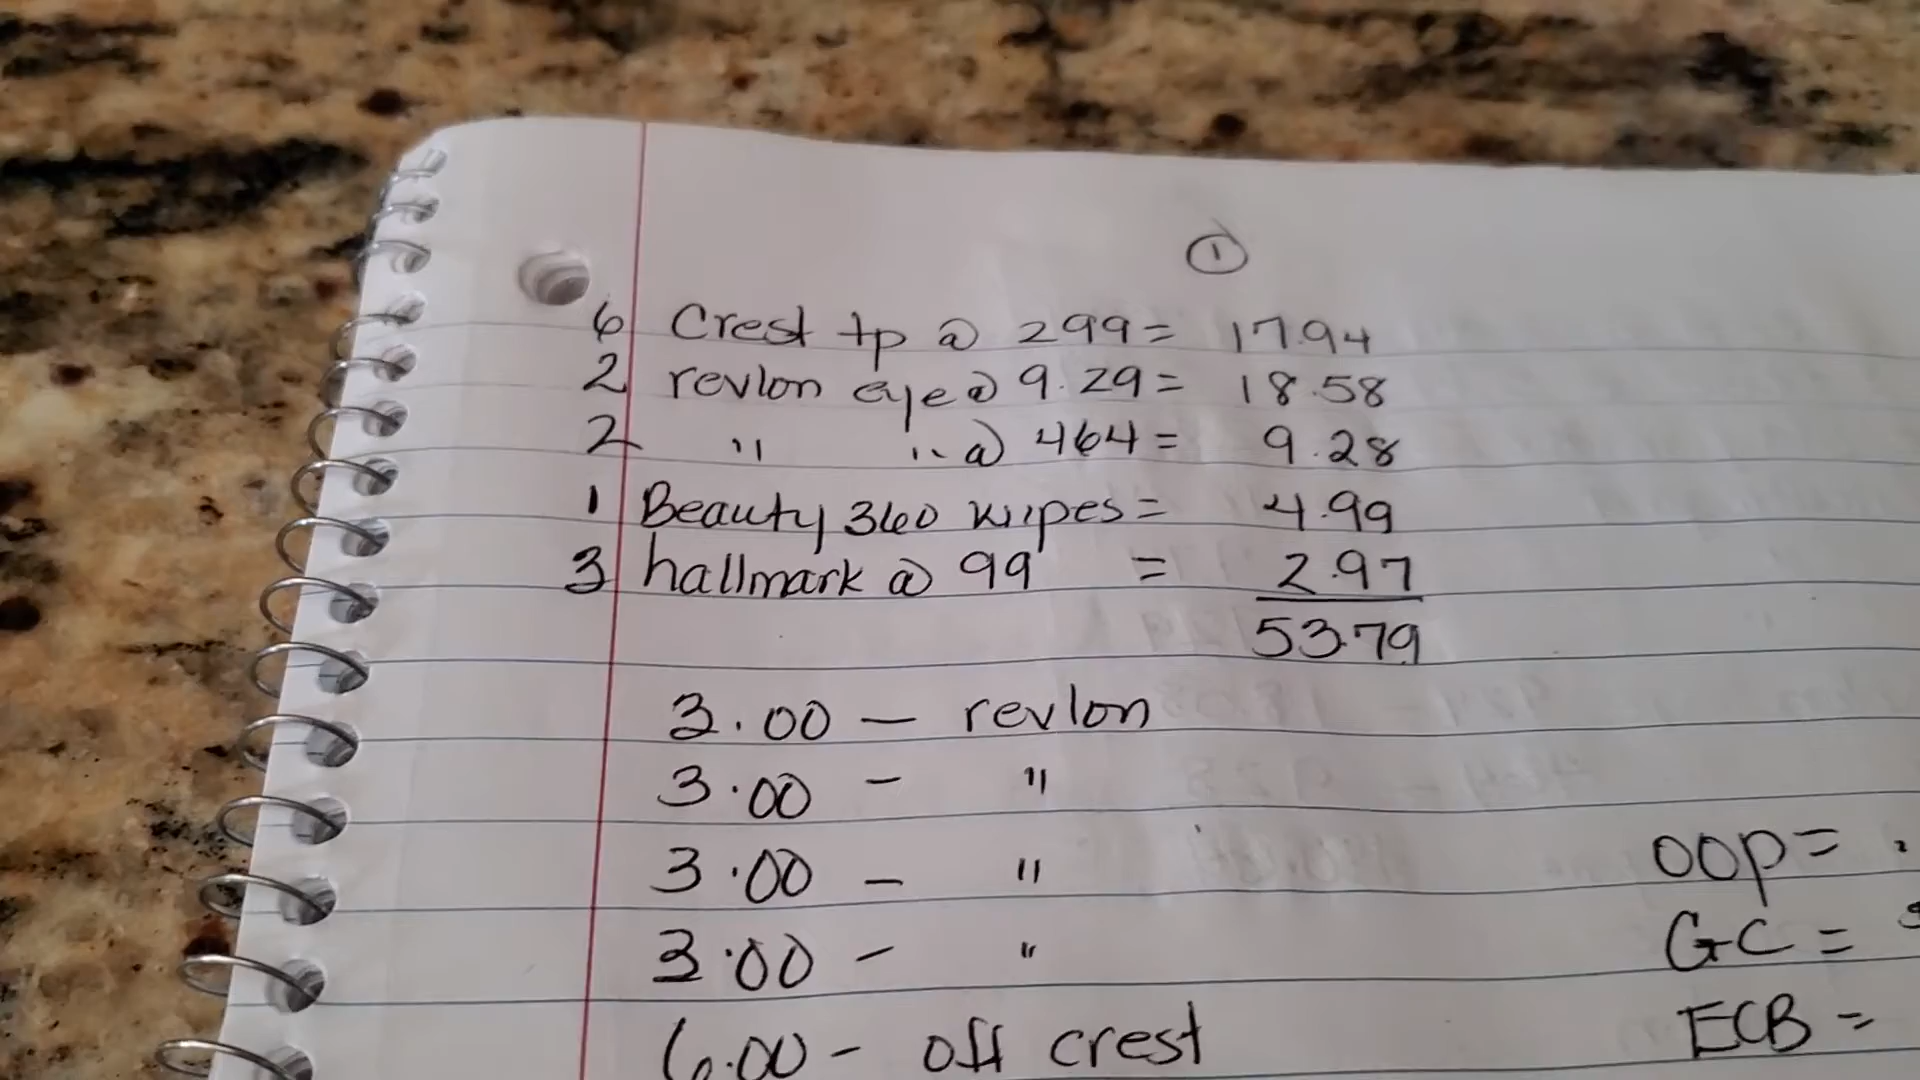 ①
6 Crest tp @ 299 = 17.94
2 revlon eye @ 9.29 = 18.58
2 " " @ 464 = 9.28
1 Beauty 360 wipes = 4.99
3 hallmark @ 99 = 2.97
53.79
3.00 — revlon
3.00 - "
3.00 - "
3.00 - "
6.00 - off crest
OOP = .
GC =
ECB =